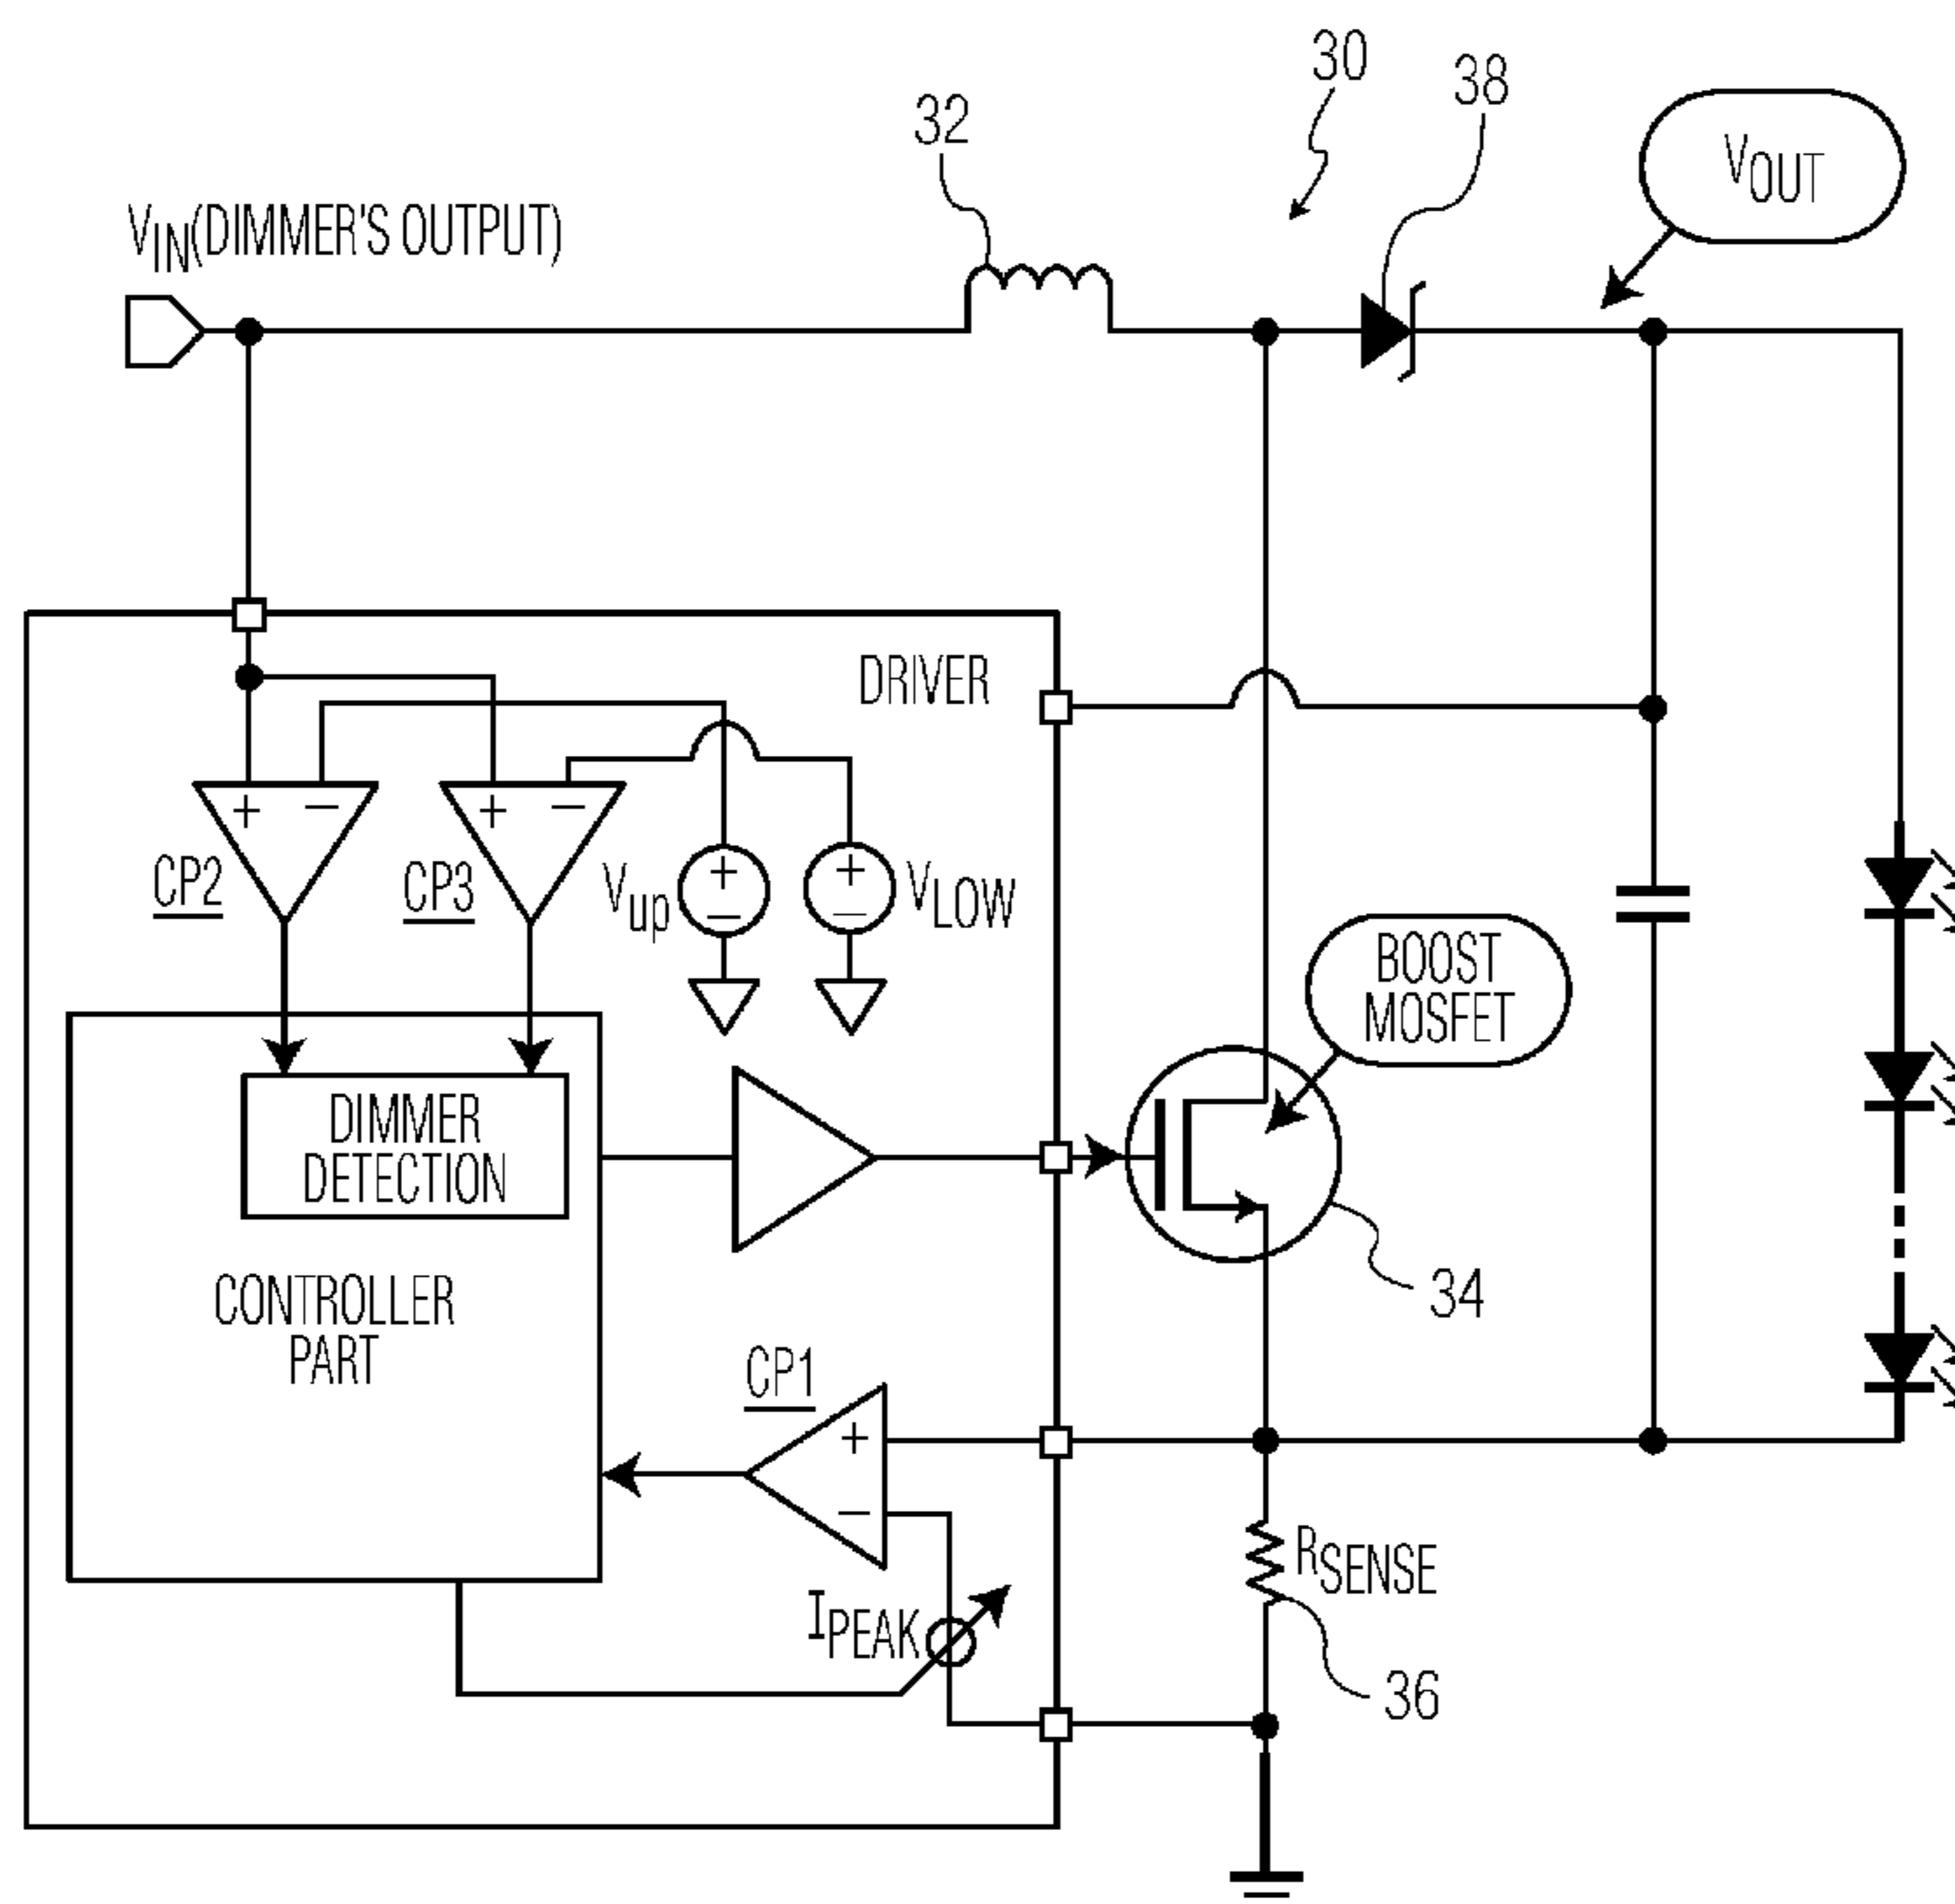 30
38
32
VOUT
VIN(DIMMER'S OUTPUT)
DRIVER
+ −
+ −
CP2
CP3
Vup
+
−
+
−
VLOW
BOOST
MOSFET
DIMMER
DETECTION
CONTROLLER
PART
34
CP1
+
−
RSENSE
IPEAK
36